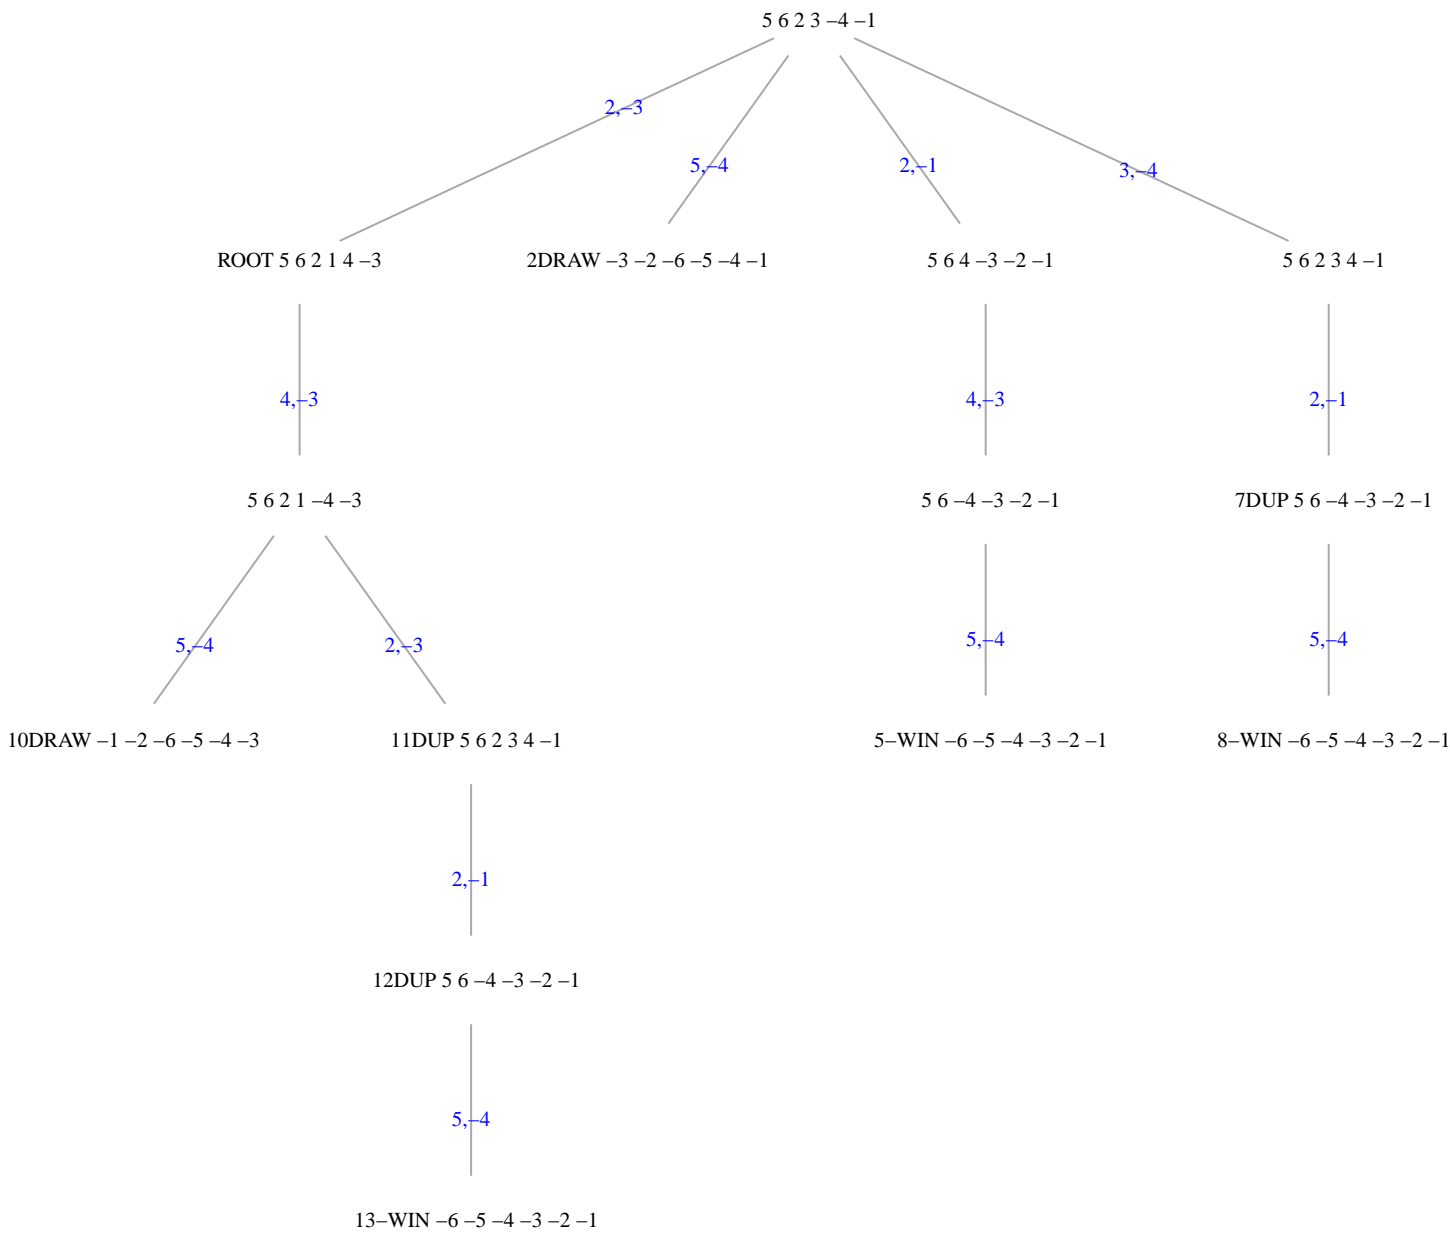 5 6 2 3 –4 –1
2,–3
5,–4
2,–1
3,–4
ROOT 5 6 2 1 4 –3
2DRAW –3 –2 –6 –5 –4 –1
5 6 4 –3 –2 –1
5 6 2 3 4 –1
4,–3
4,–3
2,–1
5 6 2 1 –4 –3
5 6 –4 –3 –2 –1
7DUP 5 6 –4 –3 –2 –1
5,–4
2,–3
5,–4
5,–4
10DRAW –1 –2 –6 –5 –4 –3
11DUP 5 6 2 3 4 –1
5–WIN –6 –5 –4 –3 –2 –1
8–WIN –6 –5 –4 –3 –2 –1
2,–1
12DUP 5 6 –4 –3 –2 –1
5,–4
13–WIN –6 –5 –4 –3 –2 –1